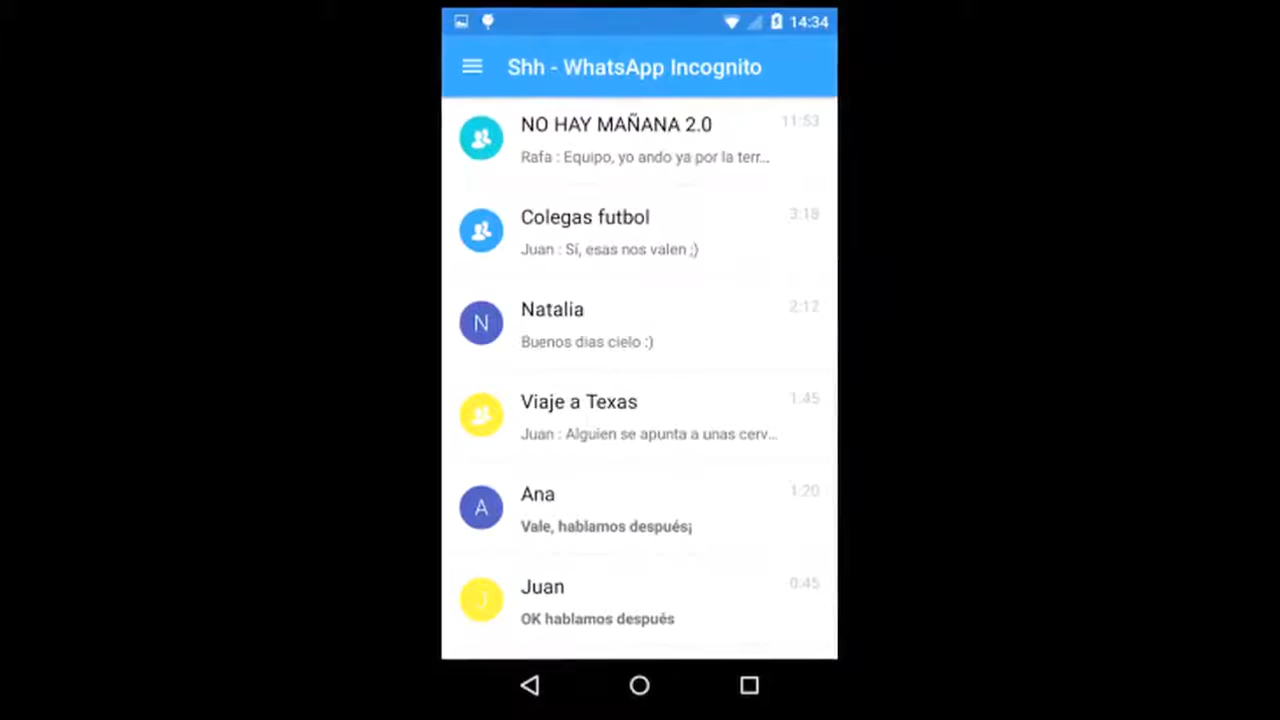 14:34
Shh - WhatsApp Incognito
NO HAY MAÑANA 2.0
11:53
Rafa : Equipo, yo ando ya por la terr...
Colegas futbol
3:18
Juan : Sí, esas nos valen ;)
N
Natalia
2:12
Buenos dias cielo :)
Viaje a Texas
1:45
Juan : Alguien se apunta a unas cerv...
A
Ana
1:20
Vale, hablamos después¡
J
Juan
0:45
OK hablamos después